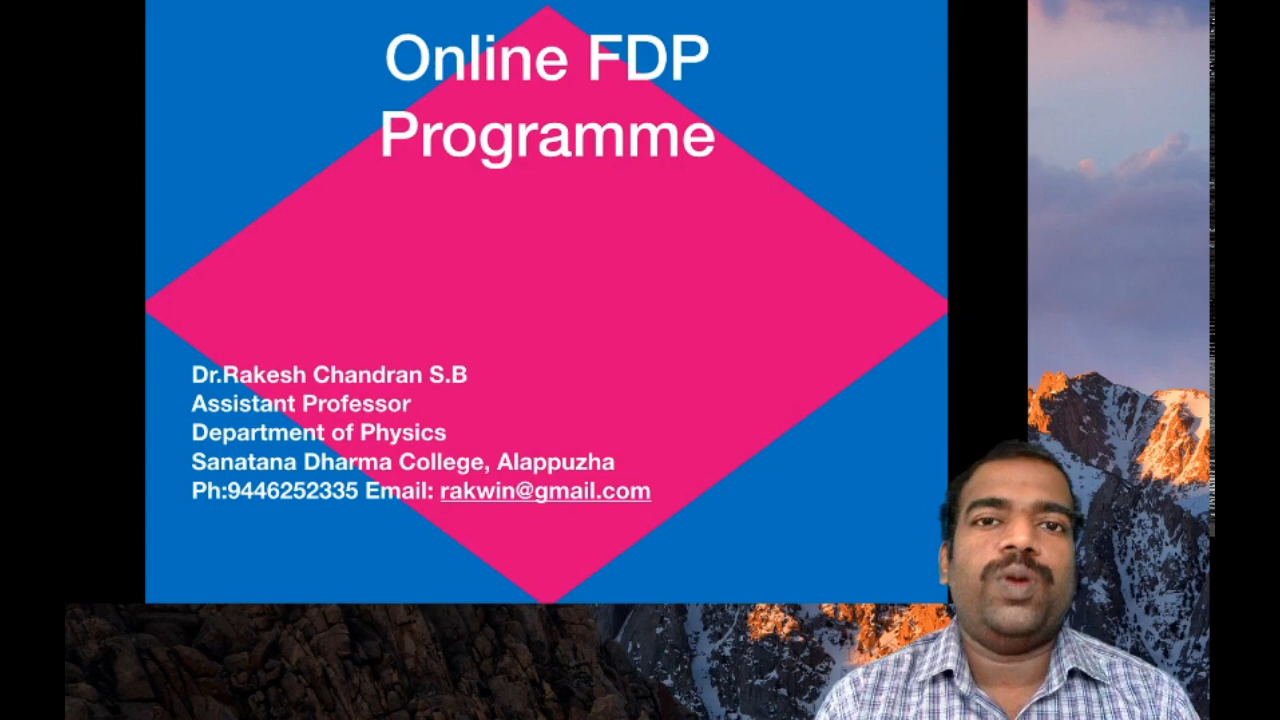 Online FDP
Programme
Dr.Rakesh Chandran S.B
Assistant Professor
Department of Physics
Sanatana Dharma College, Alappuzha
Ph:9446252335 Email: rakwin@gmail.com